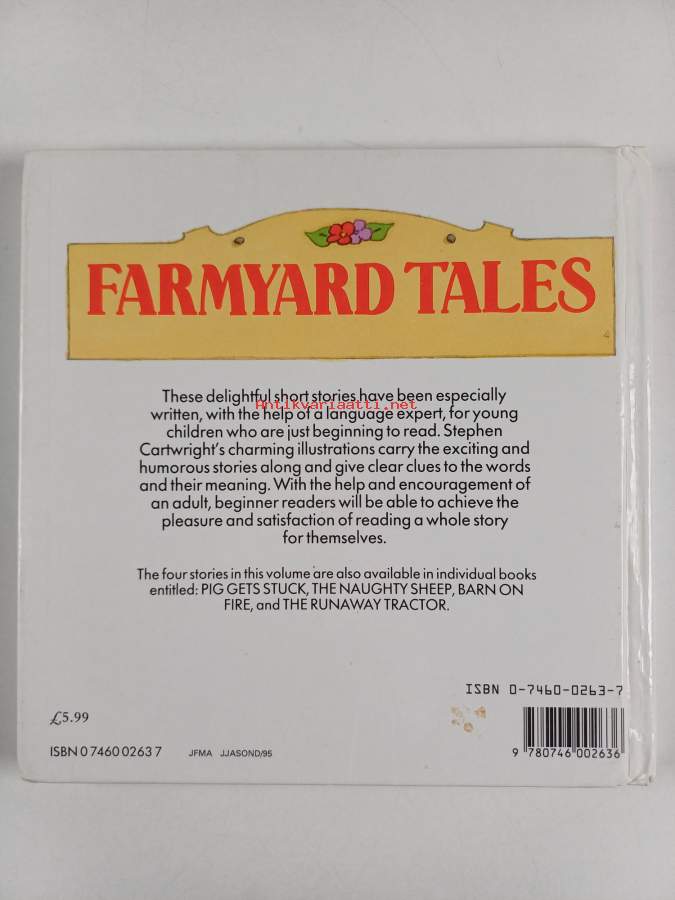 FARMYARD TALES
These delightful short stories have been especially
Antikvariaatti.net
written, with the help of a language expert, for young
children who are just beginning to read. Stephen
Cartwright's charming illustrations carry the exciting and
humorous stories along and give clear clues to the words
and their meaning. With the help and encouragement of
an adult, beginner readers will be able to achieve the
pleasure and satisfaction of reading a whole story
for themselves.
The four stories in this volume are also available in individual books
entitled: PIG GETS STUCK, THE NAUGHTY SHEEP, BARN ON
FIRE, and THE RUNAWAY TRACTOR.
ISBN 0-7460-0263-7
£5.99
ISBN 0 7460 0263 7 JFMA JJASOND/95
9 780746 002636